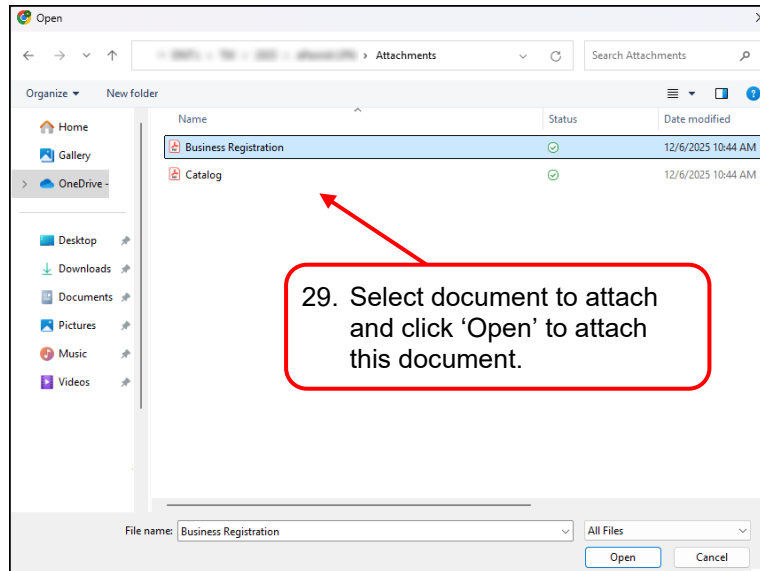 Open
Attachments
Search Attachments
Organize
New folder
Name
Status
Date modified
Home
Gallery
OneDrive -
Desktop
Downloads
Documents
Pictures
Music
Videos
Business Registration
12/6/2025 10:44 AM
Catalog
12/6/2025 10:44 AM
29. Select document to attach
and click ‘Open’ to attach
this document.
File name:
Business Registration
All Files
Open
Cancel